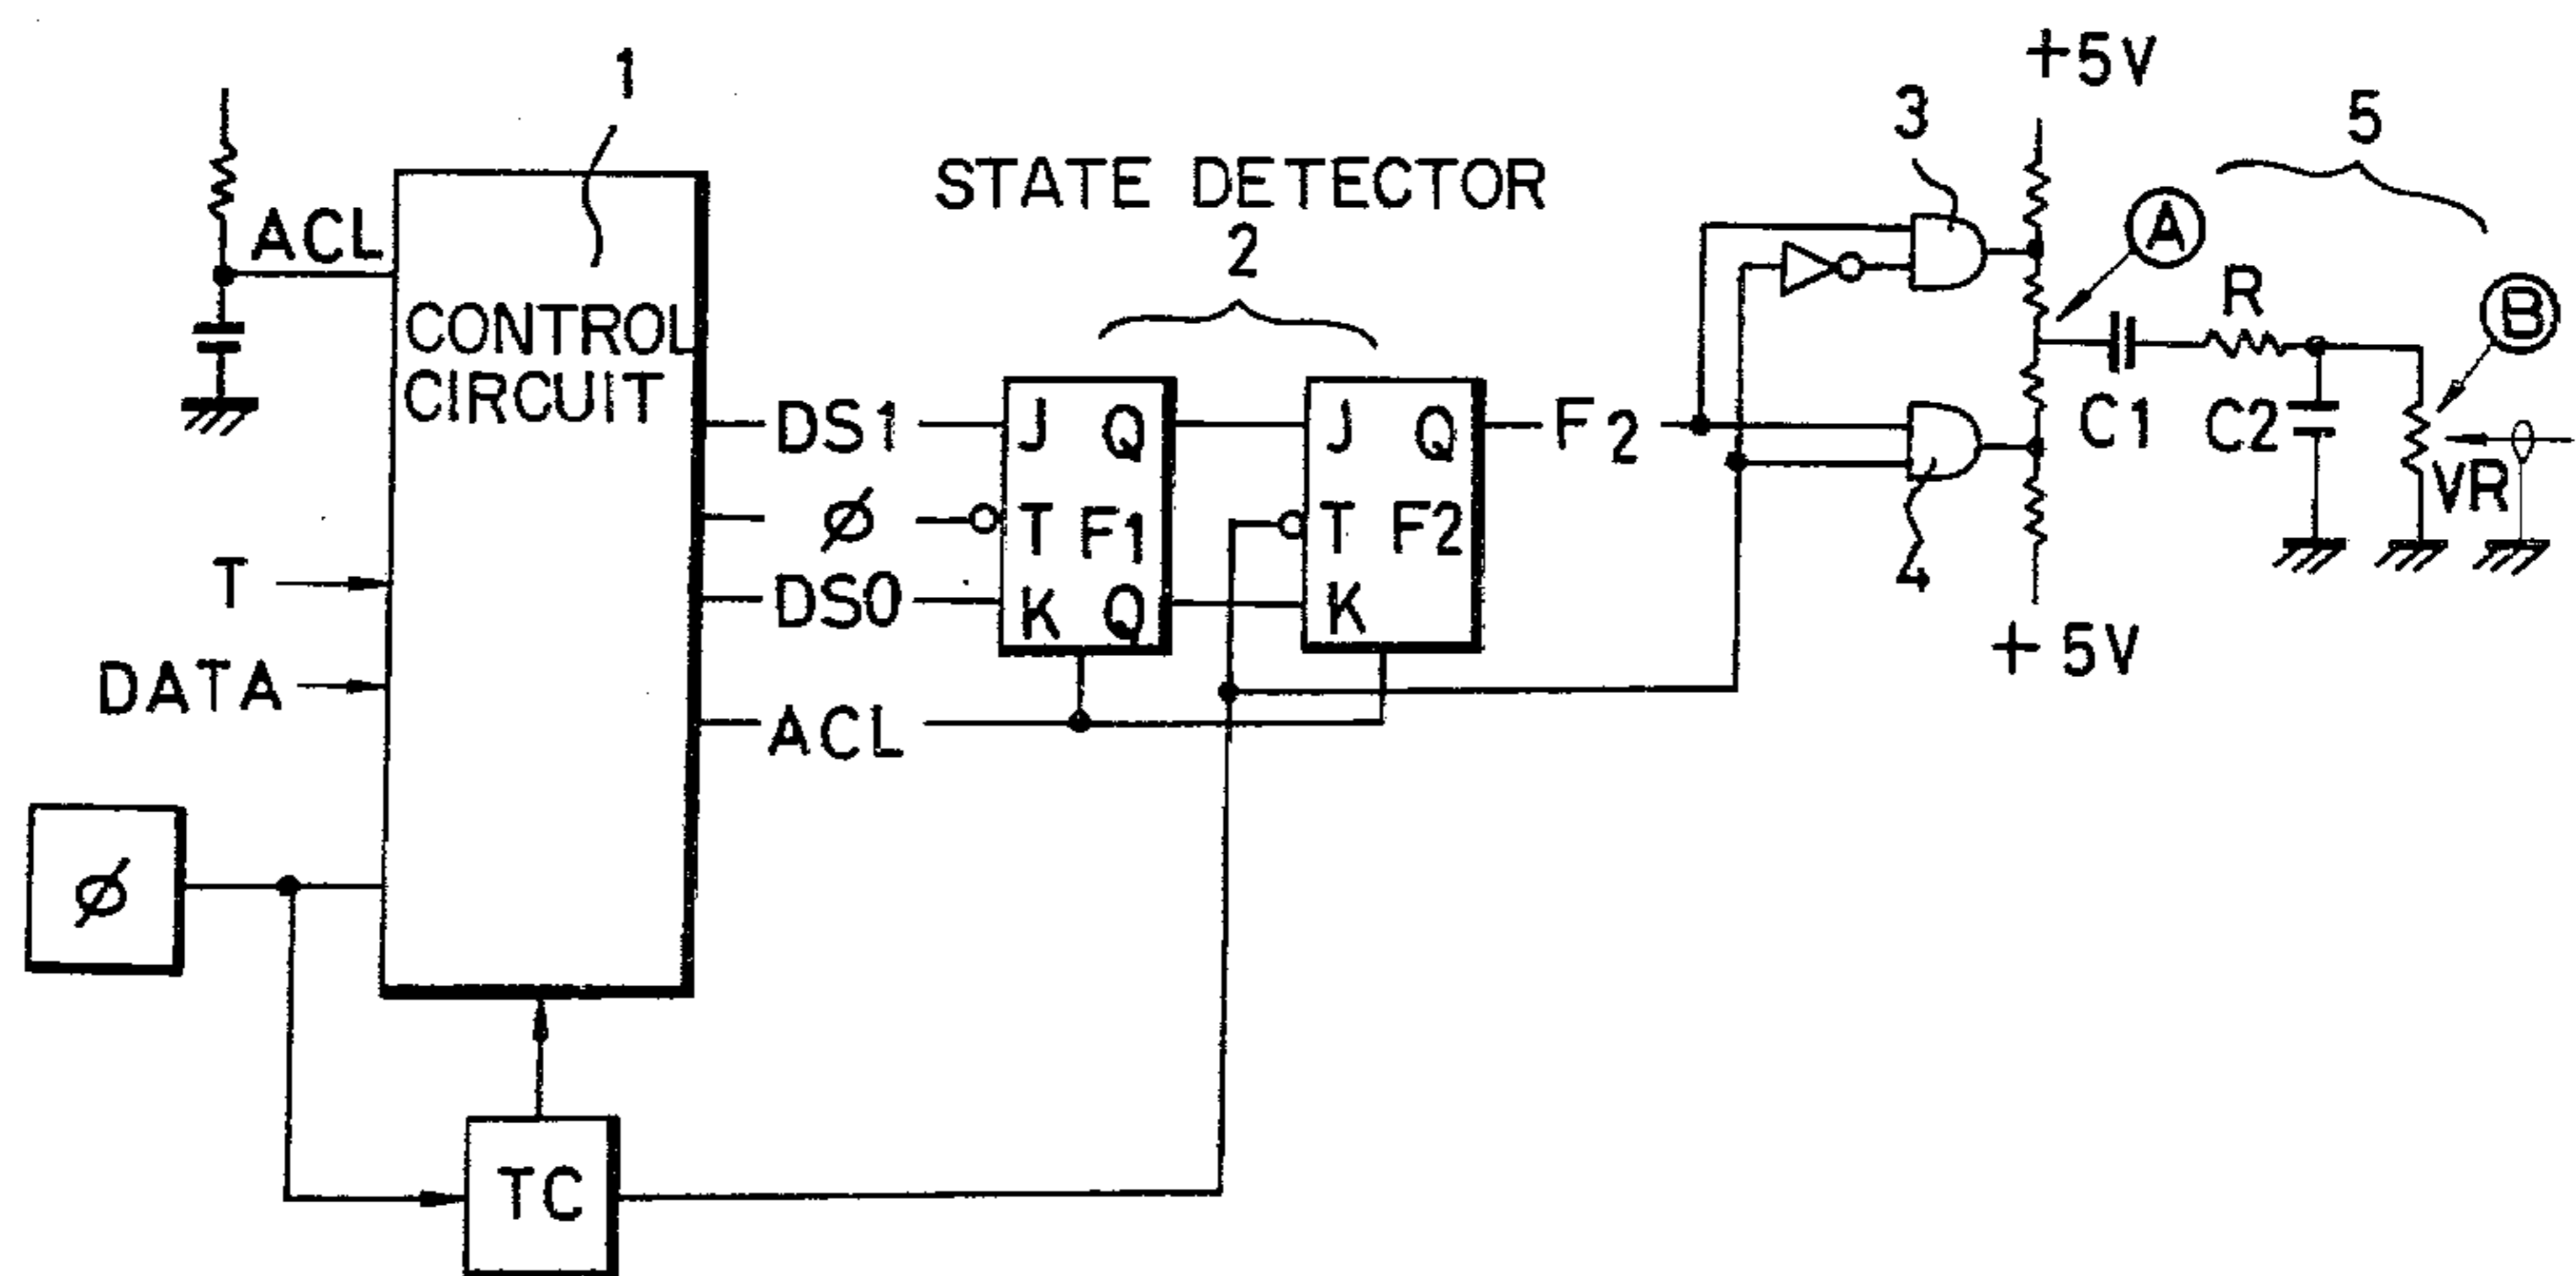 1
+5V
3
5
STATE DETECTOR
2
ACL
A
B
CONTROL
CIRCUIT
R
C1
C2
VR
DS1
J
Q
J
Q
F2
ø
T
F1
T
F2
T
DS0
K
Q
K
4
+5V
DATA
ACL
ø
TC